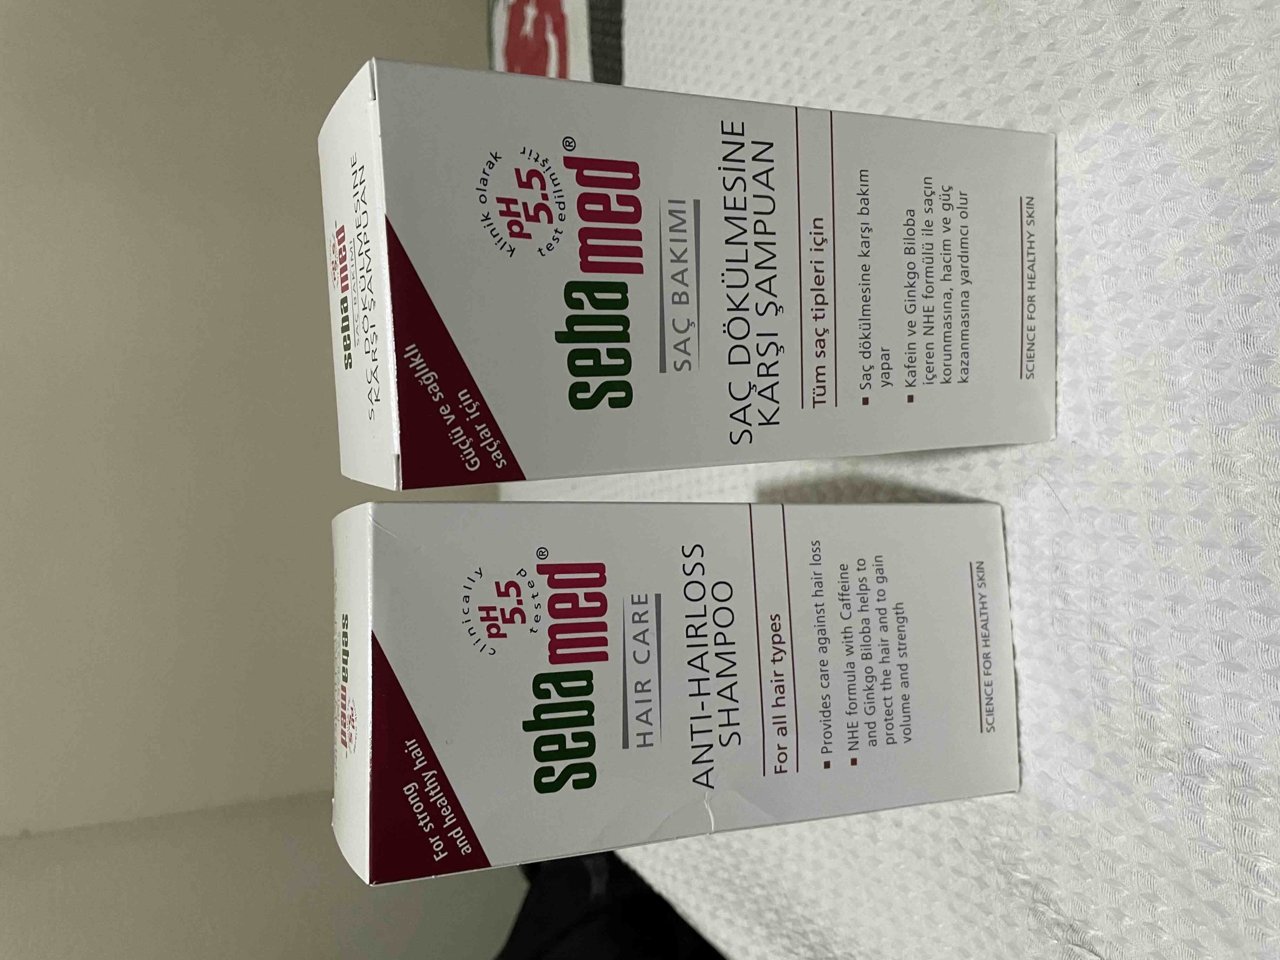 sebamed
For strong
and healthy hair
clinically
pH
5.5
tested
sebamed®
HAIR CARE
ANTI-HAIRLOSS
SHAMPOO
For all hair types
▪ Provides care against hair loss
▪ NHE formula with Caffeine
and Ginkgo Biloba helps to
protect the hair and to gain
volume and strength
SCIENCE FOR HEALTHY SKIN
sebamed
SAÇ BAKIMI
SAÇ DÖKÜLMESİNE
KARŞI ŞAMPUAN
Güçlü ve sağlıklı
saçlar için
klinik olarak
pH
5.5
test edilmiştir
sebamed®
SAÇ BAKIMI
SAÇ DÖKÜLMESİNE
KARŞI ŞAMPUAN
Tüm saç tipleri için
▪ Saç dökülmesine karşı bakım
yapar
▪ Kafein ve Ginkgo Biloba
içeren NHE formülü ile saçın
korunmasına, hacim ve güç
kazanmasına yardımcı olur
SCIENCE FOR HEALTHY SKIN